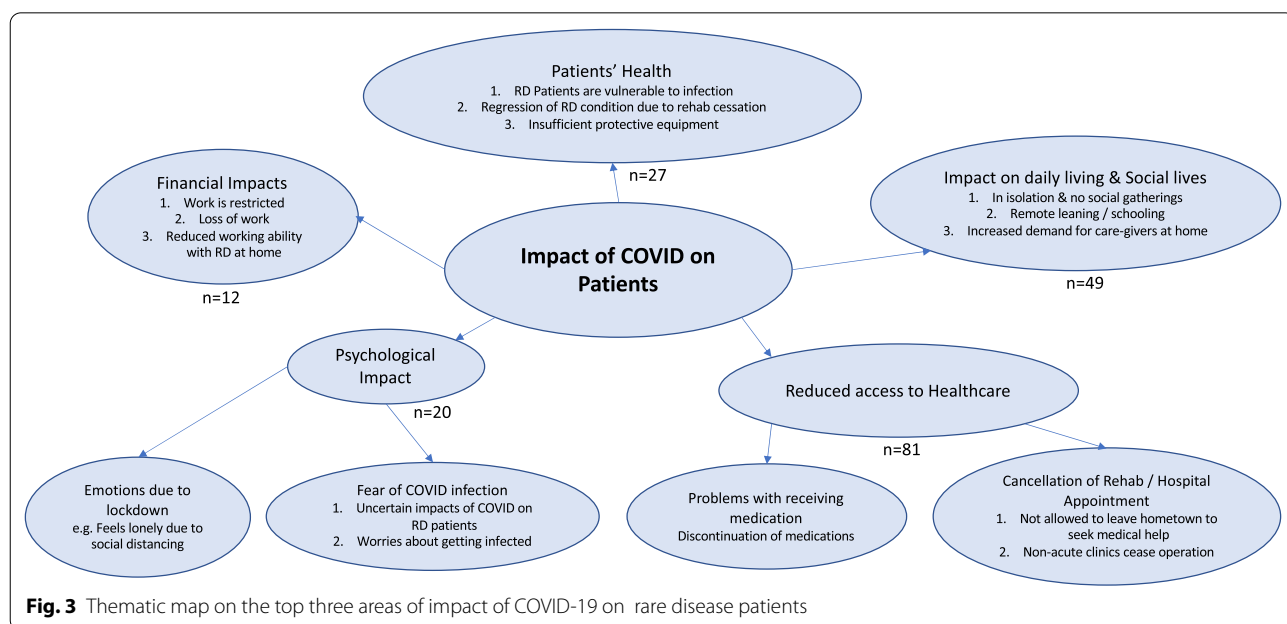 Patients' Health
1. RD Patients are vulnerable to infection
2. Regression of RD condition due to rehab cessation
3. Insufficient protective equipment
n=27
Financial Impacts
1. Work is restricted
2. Loss of work
3. Reduced working ability
with RD at home
n=12
Impact on daily living & Social lives
1. In isolation & no social gatherings
2. Remote leaning / schooling
3. Increased demand for care-givers at home
n=49
Impact of COVID on
Patients
Psychological
Impact
n=20
Reduced access to Healthcare
n=81
Emotions due to
lockdown
e.g. Feels lonely due to
social distancing
Fear of COVID infection
1. Uncertain impacts of COVID on
RD patients
2. Worries about getting infected
Problems with receiving
medication
Discontinuation of medications
Cancellation of Rehab / Hospital
Appointment
1. Not allowed to leave hometown to
seek medical help
2. Non-acute clinics cease operation
Fig. 3 Thematic map on the top three areas of impact of COVID-19 on rare disease patients